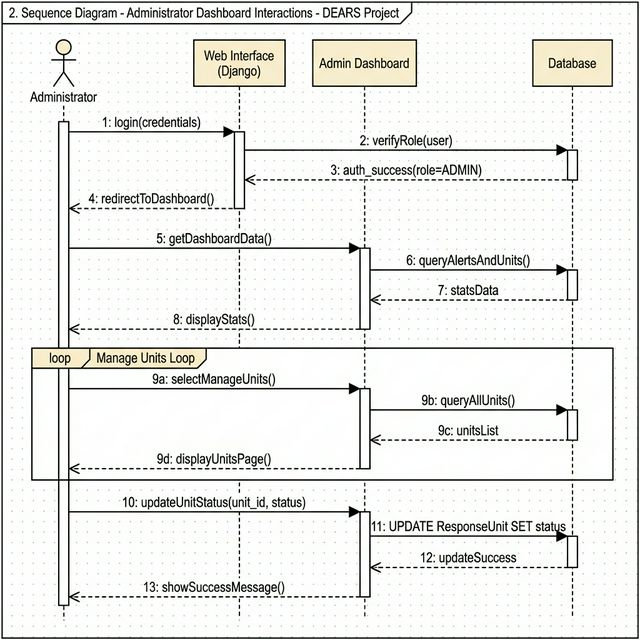 2. Sequence Diagram - Administrator Dashboard Interactions - DEARS Project
Administrator
Web Interface
(Django)
Admin Dashboard
Database
1: login(credentials)
2: verifyRole(user)
3: auth_success(role=ADMIN)
4: redirectToDashboard()
5: getDashboardData()
6: queryAlertsAndUnits()
7: statsData
8: displayStats()
loop
Manage Units Loop
9a: selectManageUnits()
9b: queryAllUnits()
9c: unitsList
9d: displayUnitsPage()
10: updateUnitStatus(unit_id, status)
11: UPDATE ResponseUnit SET status
12: updateSuccess
13: showSuccessMessage()